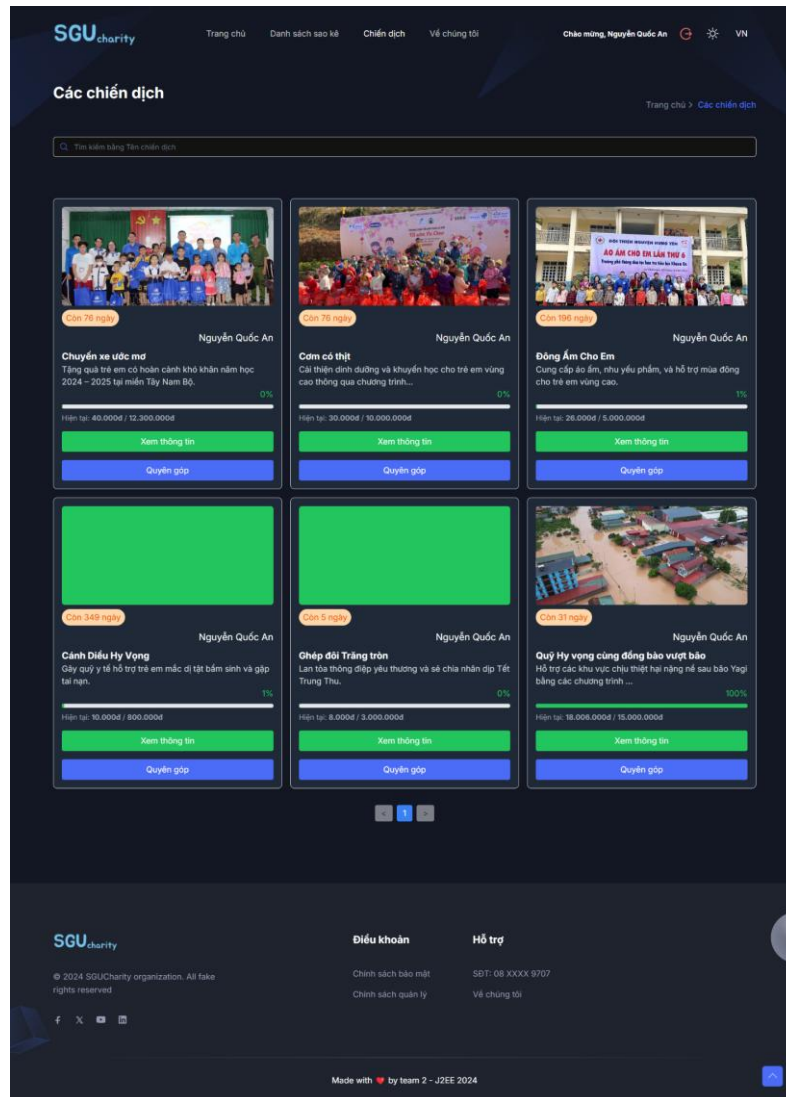 SGUcharity
Trang chủ Danh sách sao kê Chiến dịch Về chúng tôi Chào mừng, Nguyễn Quốc An VN
Các chiến dịch
Trang chủ > Các chiến dịch
Tìm kiếm bằng Tên chiến dịch
ÁO ẤM CHO EM LẦN THỨ 6
Còn 76 ngày
Nguyễn Quốc An
Chuyến xe ước mơ
Tặng quà trẻ em có hoàn cảnh khó khăn năm học
2024 – 2025 tại miền Tây Nam Bộ.
0%
Hiện tại: 40.000đ / 12.300.000đ
Xem thông tin
Quyên góp
Còn 76 ngày
Nguyễn Quốc An
Cơm có thịt
Cải thiện dinh dưỡng và khuyến học cho trẻ em vùng
cao thông qua chương trình...
0%
Hiện tại: 30.000đ / 10.000.000đ
Xem thông tin
Quyên góp
Còn 196 ngày
Nguyễn Quốc An
Đông Ấm Cho Em
Cung cấp áo ấm, nhu yếu phẩm, và hỗ trợ mùa đông
cho trẻ em vùng cao.
1%
Hiện tại: 26.000đ / 5.000.000đ
Xem thông tin
Quyên góp
Còn 349 ngày
Nguyễn Quốc An
Cánh Diều Hy Vọng
Gây quỹ y tế hỗ trợ trẻ em mắc dị tật bẩm sinh và gặp
tai nạn.
1%
Hiện tại: 10.000đ / 800.000đ
Xem thông tin
Quyên góp
Còn 5 ngày
Nguyễn Quốc An
Ghép đôi Trăng tròn
Lan tỏa thông điệp yêu thương và sẻ chia nhân dịp Tết
Trung Thu.
0%
Hiện tại: 8.000đ / 3.000.000đ
Xem thông tin
Quyên góp
Còn 31 ngày
Nguyễn Quốc An
Quỹ Hy vọng cùng đồng bào vượt bão
Hỗ trợ các khu vực chịu thiệt hại nặng nề sau bão Yagi
bằng các chương trình ...
100%
Hiện tại: 18.006.000đ / 15.000.000đ
Xem thông tin
Quyên góp
< 1 >
SGUcharity
© 2024 SGUCharity organization. All fake
rights reserved
Điều khoản
Chính sách bảo mật
Chính sách quản lý
Hỗ trợ
SĐT: 08 XXXX 9707
Về chúng tôi
Made with ❤ by team 2 - J2EE 2024